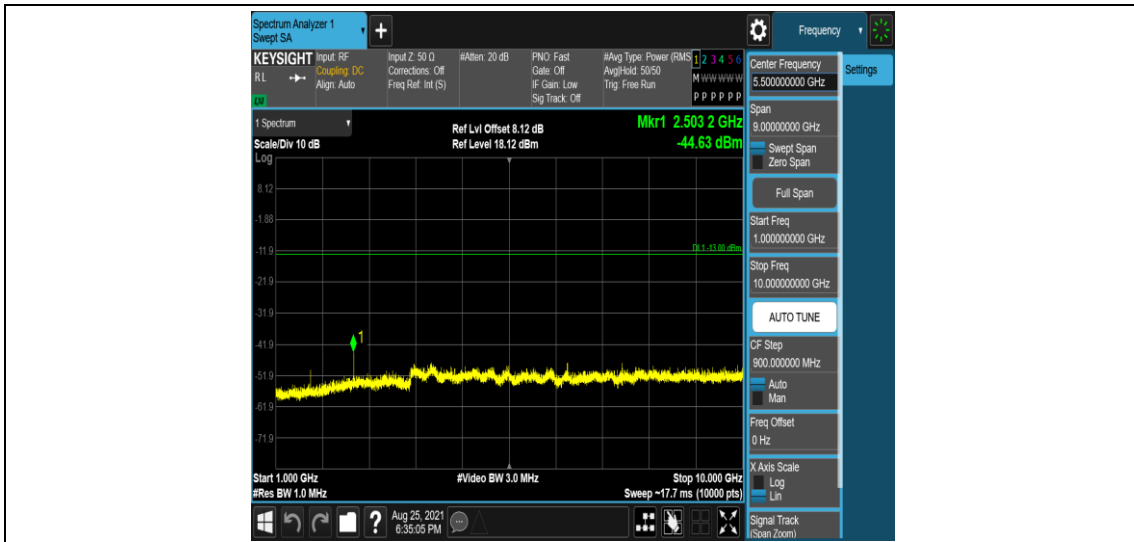 Spectrum Analyzer 1
Swept SA
+
Frequency
KEYSIGHT
RL
LXI
Input: RF
Coupling: DC
Align: Auto
Input Z: 50 Ω
Corrections: Off
Freq Ref: Int (S)
#Atten: 20 dB
PNO: Fast
Gate: Off
IF Gain: Low
Sig Track: Off
#Avg Type: Power (RMS
Avg|Hold: 50/50
Trig: Free Run
1 2 3 4 5 6
M W W W W W
P P P P P P
1 Spectrum
Scale/Div 10 dB
Ref Lvl Offset 8.12 dB
Ref Level 18.12 dBm
Mkr1 2.503 2 GHz
-44.63 dBm
Log
8.12
-1.88
-11.9
-21.9
-31.9
-41.9
-51.9
-61.9
-71.9
DL1 -13.00 dBm
1
Start 1.000 GHz
#Res BW 1.0 MHz
#Video BW 3.0 MHz
Stop 10.000 GHz
Sweep ~17.7 ms (10000 pts)
?
Aug 25, 2021
6:35:05 PM
Center Frequency
5.500000000 GHz
Settings
Span
9.00000000 GHz
Swept Span
Zero Span
Full Span
Start Freq
1.000000000 GHz
Stop Freq
10.000000000 GHz
AUTO TUNE
CF Step
900.000000 MHz
Auto
Man
Freq Offset
0 Hz
X Axis Scale
Log
Lin
Signal Track
(Span Zoom)